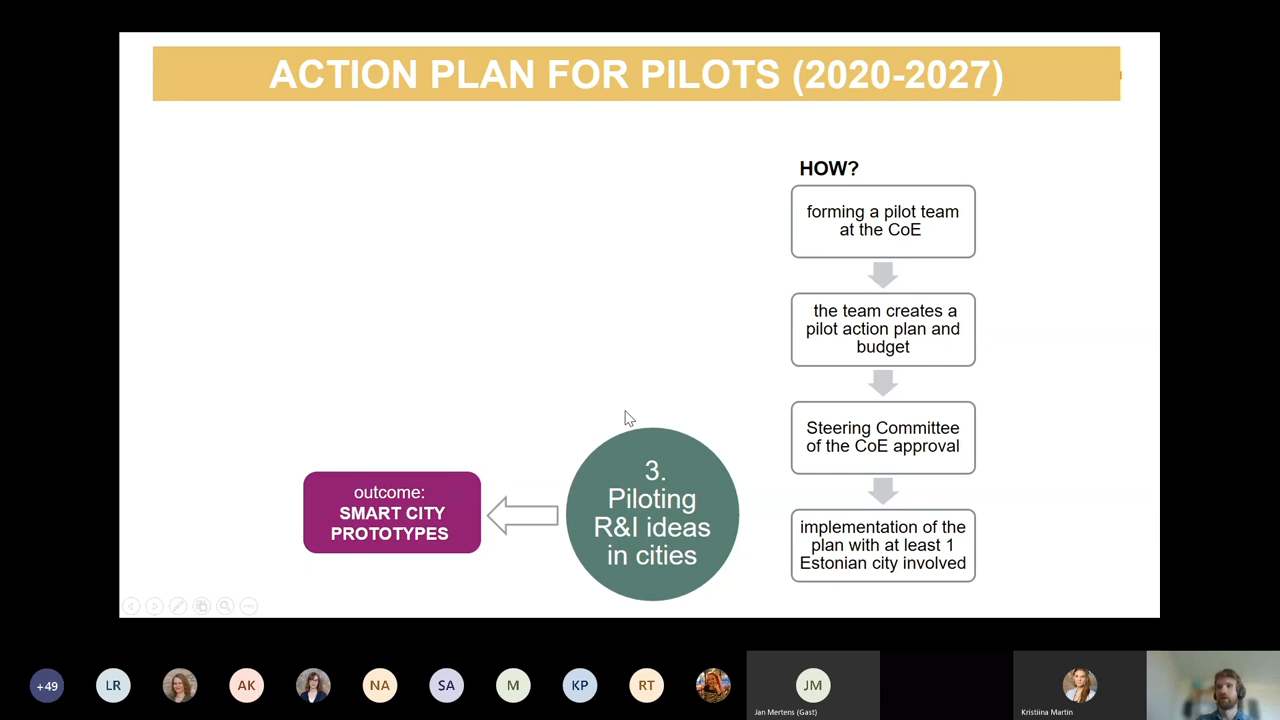 ACTION PLAN FOR PILOTS (2020-2027)
HOW?
forming a pilot team
at the CoE
the team creates a
pilot action plan and
budget
Steering Committee
of the CoE approval
implementation of the
plan with at least 1
Estonian city involved
3.
Piloting
R&I ideas
in cities
outcome:
SMART CITY
PROTOTYPES
+49
LR
AK
NA
SA
M
KP
RT
JM
Jan Mertens (Gast)
Kristiina Martin